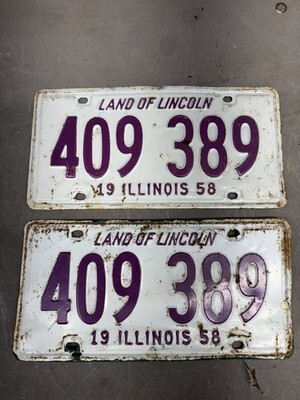 LAND OF LINCOLN
409 389
19 ILLINOIS 58
LAND OF LINCOLN
409 389
19 ILLINOIS 58